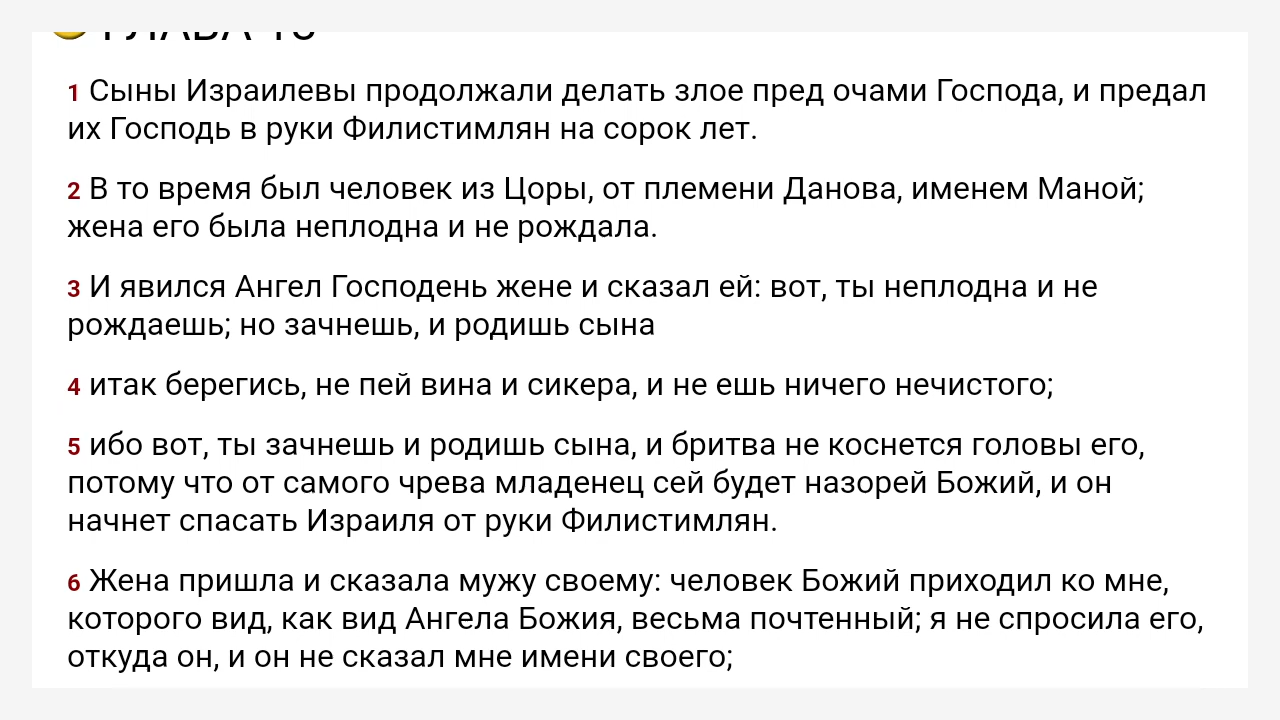 1 Сыны Израилевы продолжали делать злое пред очами Господа, и предал
их Господь в руки Филистимлян на сорок лет.
2 В то время был человек из Цоры, от племени Данова, именем Маной;
жена его была неплодна и не рождала.
3 И явился Ангел Господень жене и сказал ей: вот, ты неплодна и не
рождаешь; но зачнешь, и родишь сына
4 итак берегись, не пей вина и сикера, и не ешь ничего нечистого;
5 ибо вот, ты зачнешь и родишь сына, и бритва не коснется головы его,
потому что от самого чрева младенец сей будет назорей Божий, и он
начнет спасать Израиля от руки Филистимлян.
6 Жена пришла и сказала мужу своему: человек Божий приходил ко мне,
которого вид, как вид Ангела Божия, весьма почтенный; я не спросила его,
откуда он, и он не сказал мне имени своего;